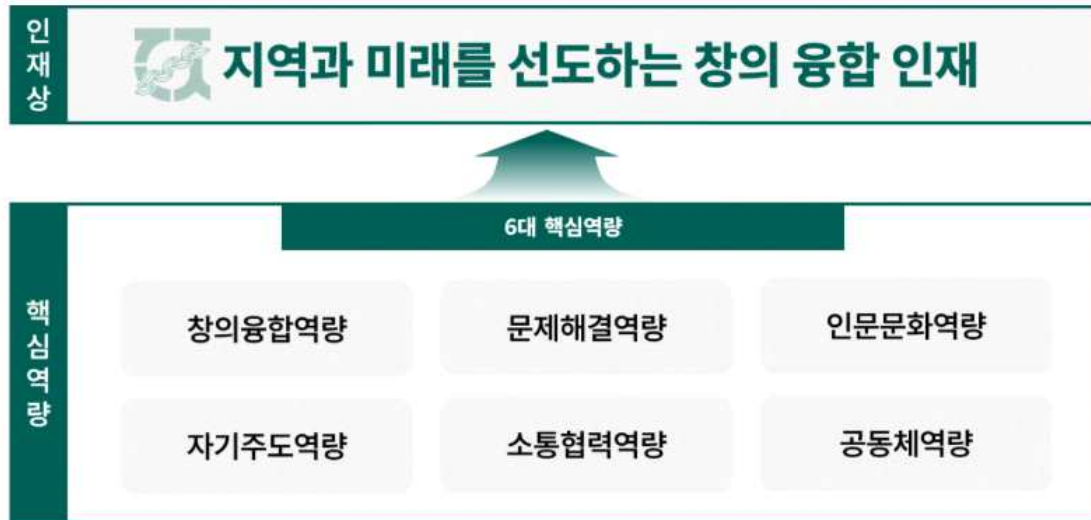 인재상
지역과 미래를 선도하는 창의 융합 인재
6대 핵심역량
핵심역량
창의융합역량 문제해결역량 인문문화역량
자기주도역량 소통협력역량 공동체역량